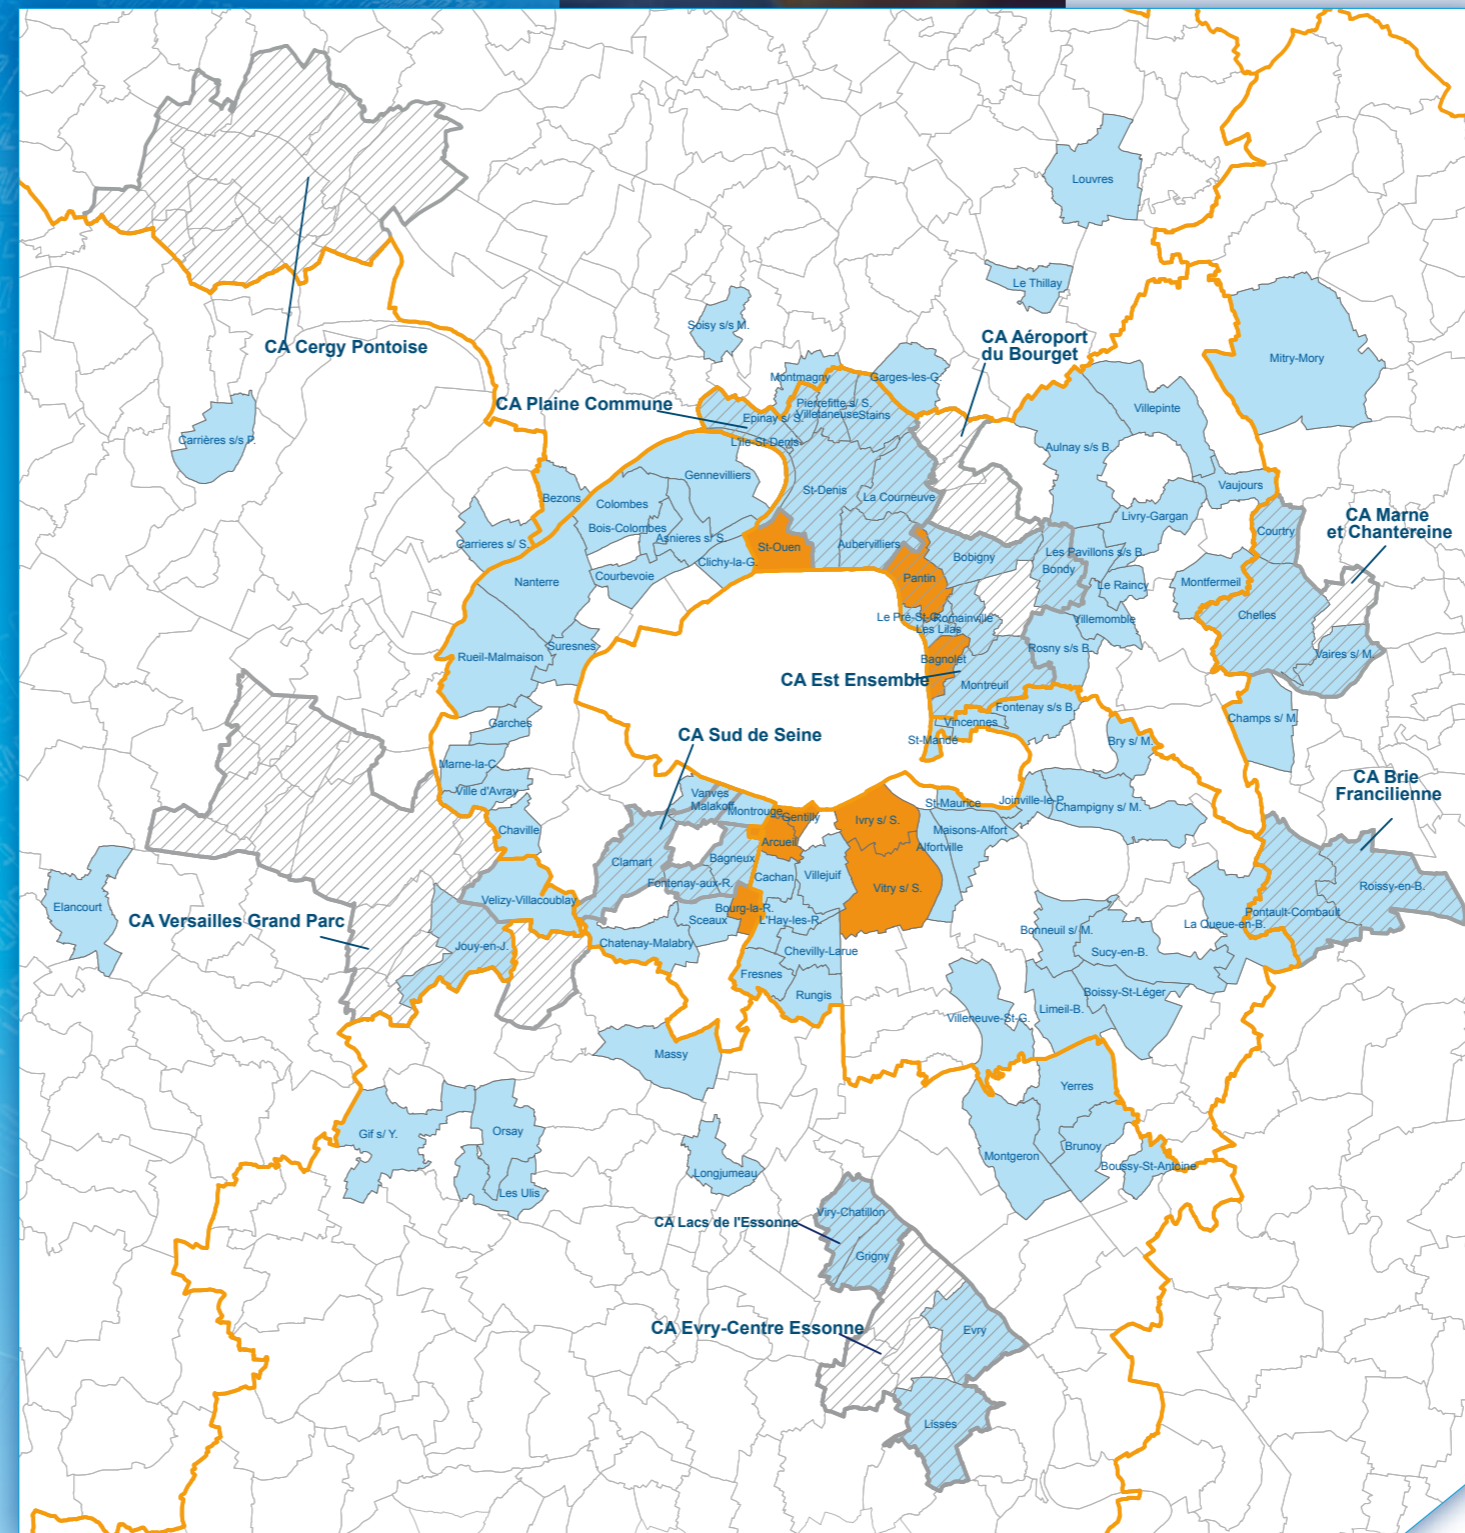 Louvres
Le Thillay
Soisy s/s M.
CA Aéroport
du Bourget
CA Cergy Pontoise
Mitry-Mory
Montmagny
Garges-les-G.
CA Plaine Commune
Pierrefitte s/ S.
Villetaneuse
Stains
Epinay s/ S.
Villepinte
Carrières s/s P.
L'Ile-St-Denis
Aulnay s/s B.
Gennevilliers
Vaujours
Bezons
Colombes
St-Denis
La Courneuve
Livry-Gargan
CA Marne
et Chantereine
Bois-Colombes
Asnieres s/ S.
Courtry
Carrieres s/ S.
St-Ouen
Aubervilliers
Bobigny
Les Pavillons s/s B.
Clichy-la-G.
Nanterre
Courbevoie
Pantin
Bondy
Le Raincy
Montfermeil
Le Pré-St-G.
Romainville
Villemomble
Chelles
Les Lilas
Suresnes
Rueil-Malmaison
Bagnolet
Rosny s/s B.
Vaires s/ M.
CA Est Ensemble
Montreuil
Fontenay s/s B.
Garches
Vincennes
Champs s/ M.
CA Sud de Seine
St-Mandé
Bry s/ M.
Marne-la-C.
CA Brie
Francilienne
Ville d'Avray
Vanves
Malakoff
Montrouge
Gentilly
St-Maurice
Joinville-le-P.
Champigny s/ M.
Ivry s/ S.
Chaville
Maisons-Alfort
Arcueil
Alfortville
Clamart
Bagneux
Fontenay-aux-R.
Cachan
Villejuif
Vitry s/ S.
Roissy-en-B.
Elancourt
Velizy-Villacoublay
Bourg-la-R.
Sceaux
L'Hay-les-R.
Pontault-Combault
CA Versailles Grand Parc
La Queue-en-B.
Bonneuil s/ M.
Jouy-en-J.
Chatenay-Malabry
Chevilly-Larue
Sucy-en-B.
Fresnes
Rungis
Boissy-St-Léger
Limeil-B.
Villeneuve-St-G.
Massy
Yerres
Gif s/ Y.
Orsay
Brunoy
Montgeron
Boussy-St-Antoine
Longjumeau
Les Ulis
Viry-Chatillon
CA Lacs de l'Essonne
Grigny
CA Evry-Centre Essonne
Evry
Lisses